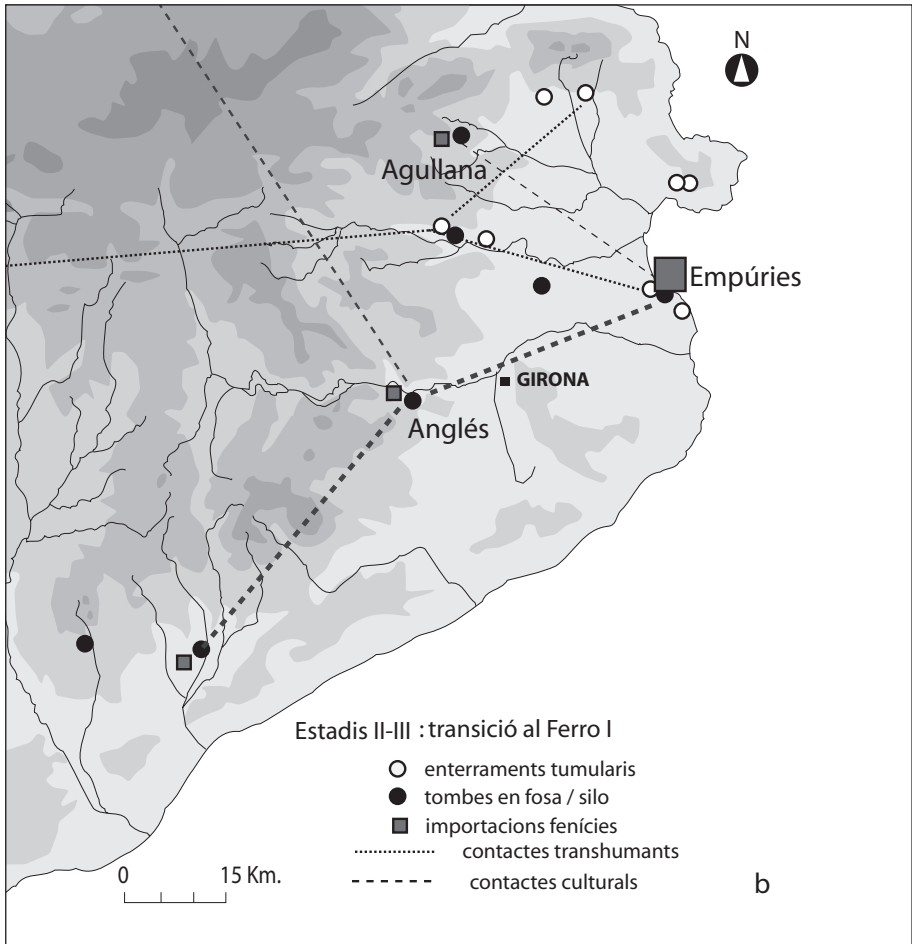 N
Agullana
Empúries
GIRONA
Anglés
Estadis II-III : transició al Ferro I
enterraments tumularis
tombes en fosa / silo
importacions fenícies
contactes transhumants
0 15 Km.
contactes culturals
b